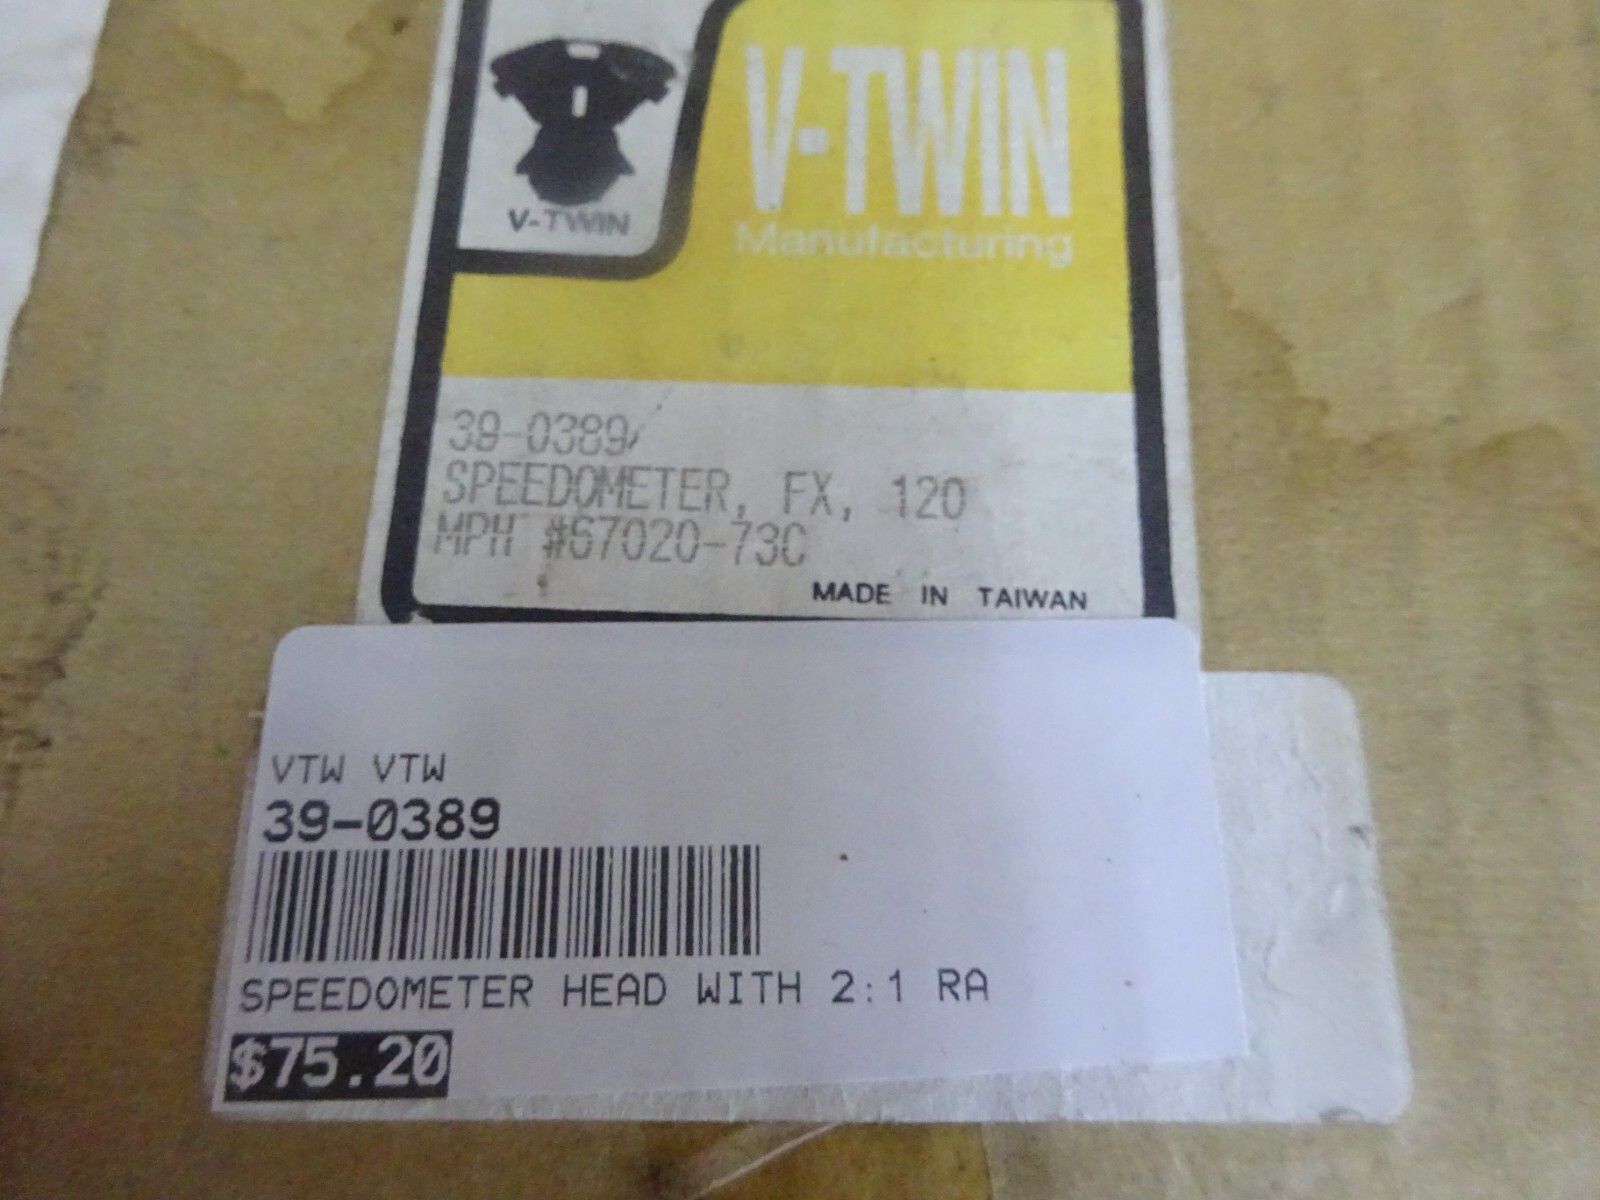 V-TWIN
V-TWIN
Manufacturing
39-0389
SPEEDOMETER, FX, 120
MPH #67020-73C
MADE IN TAIWAN
VTW VTW
39-0389
SPEEDOMETER HEAD WITH 2:1 RA
$75.20